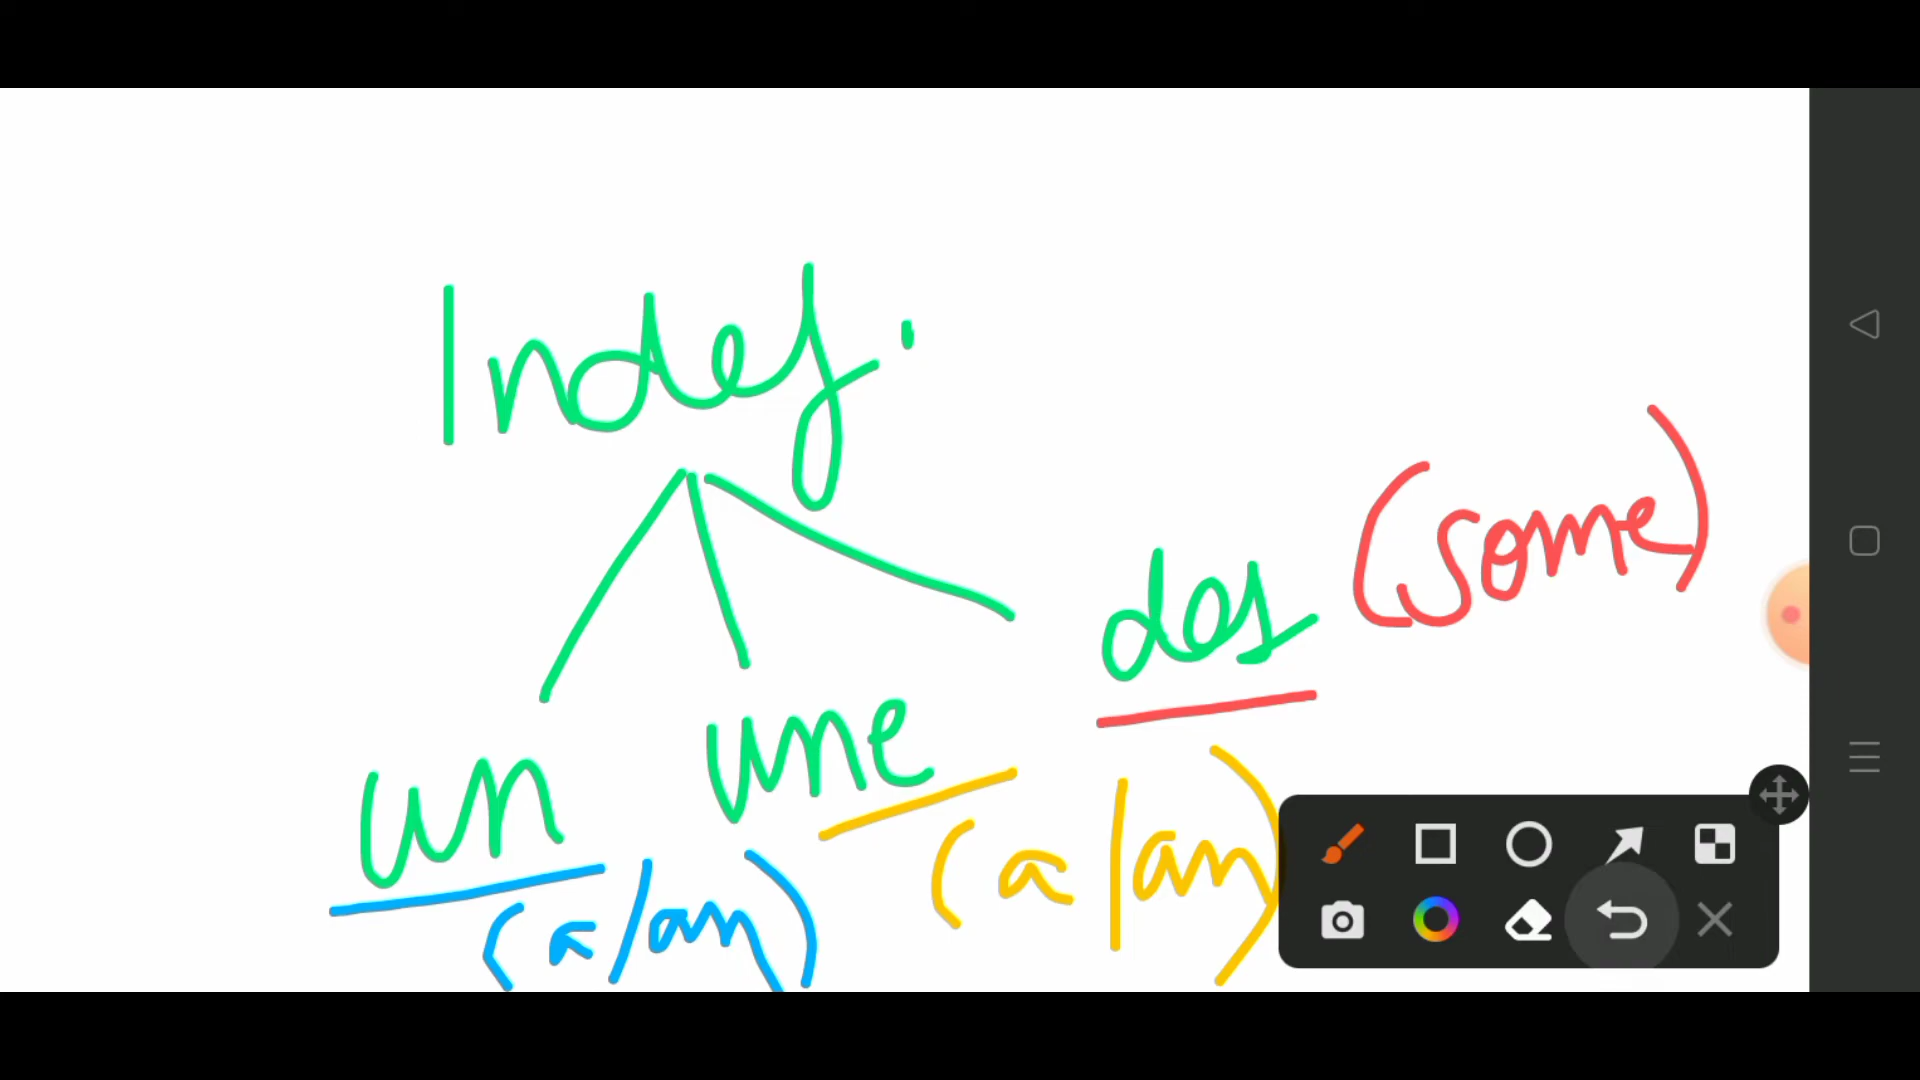 Indef.
des (some)
un une
(a/an) (a/an)